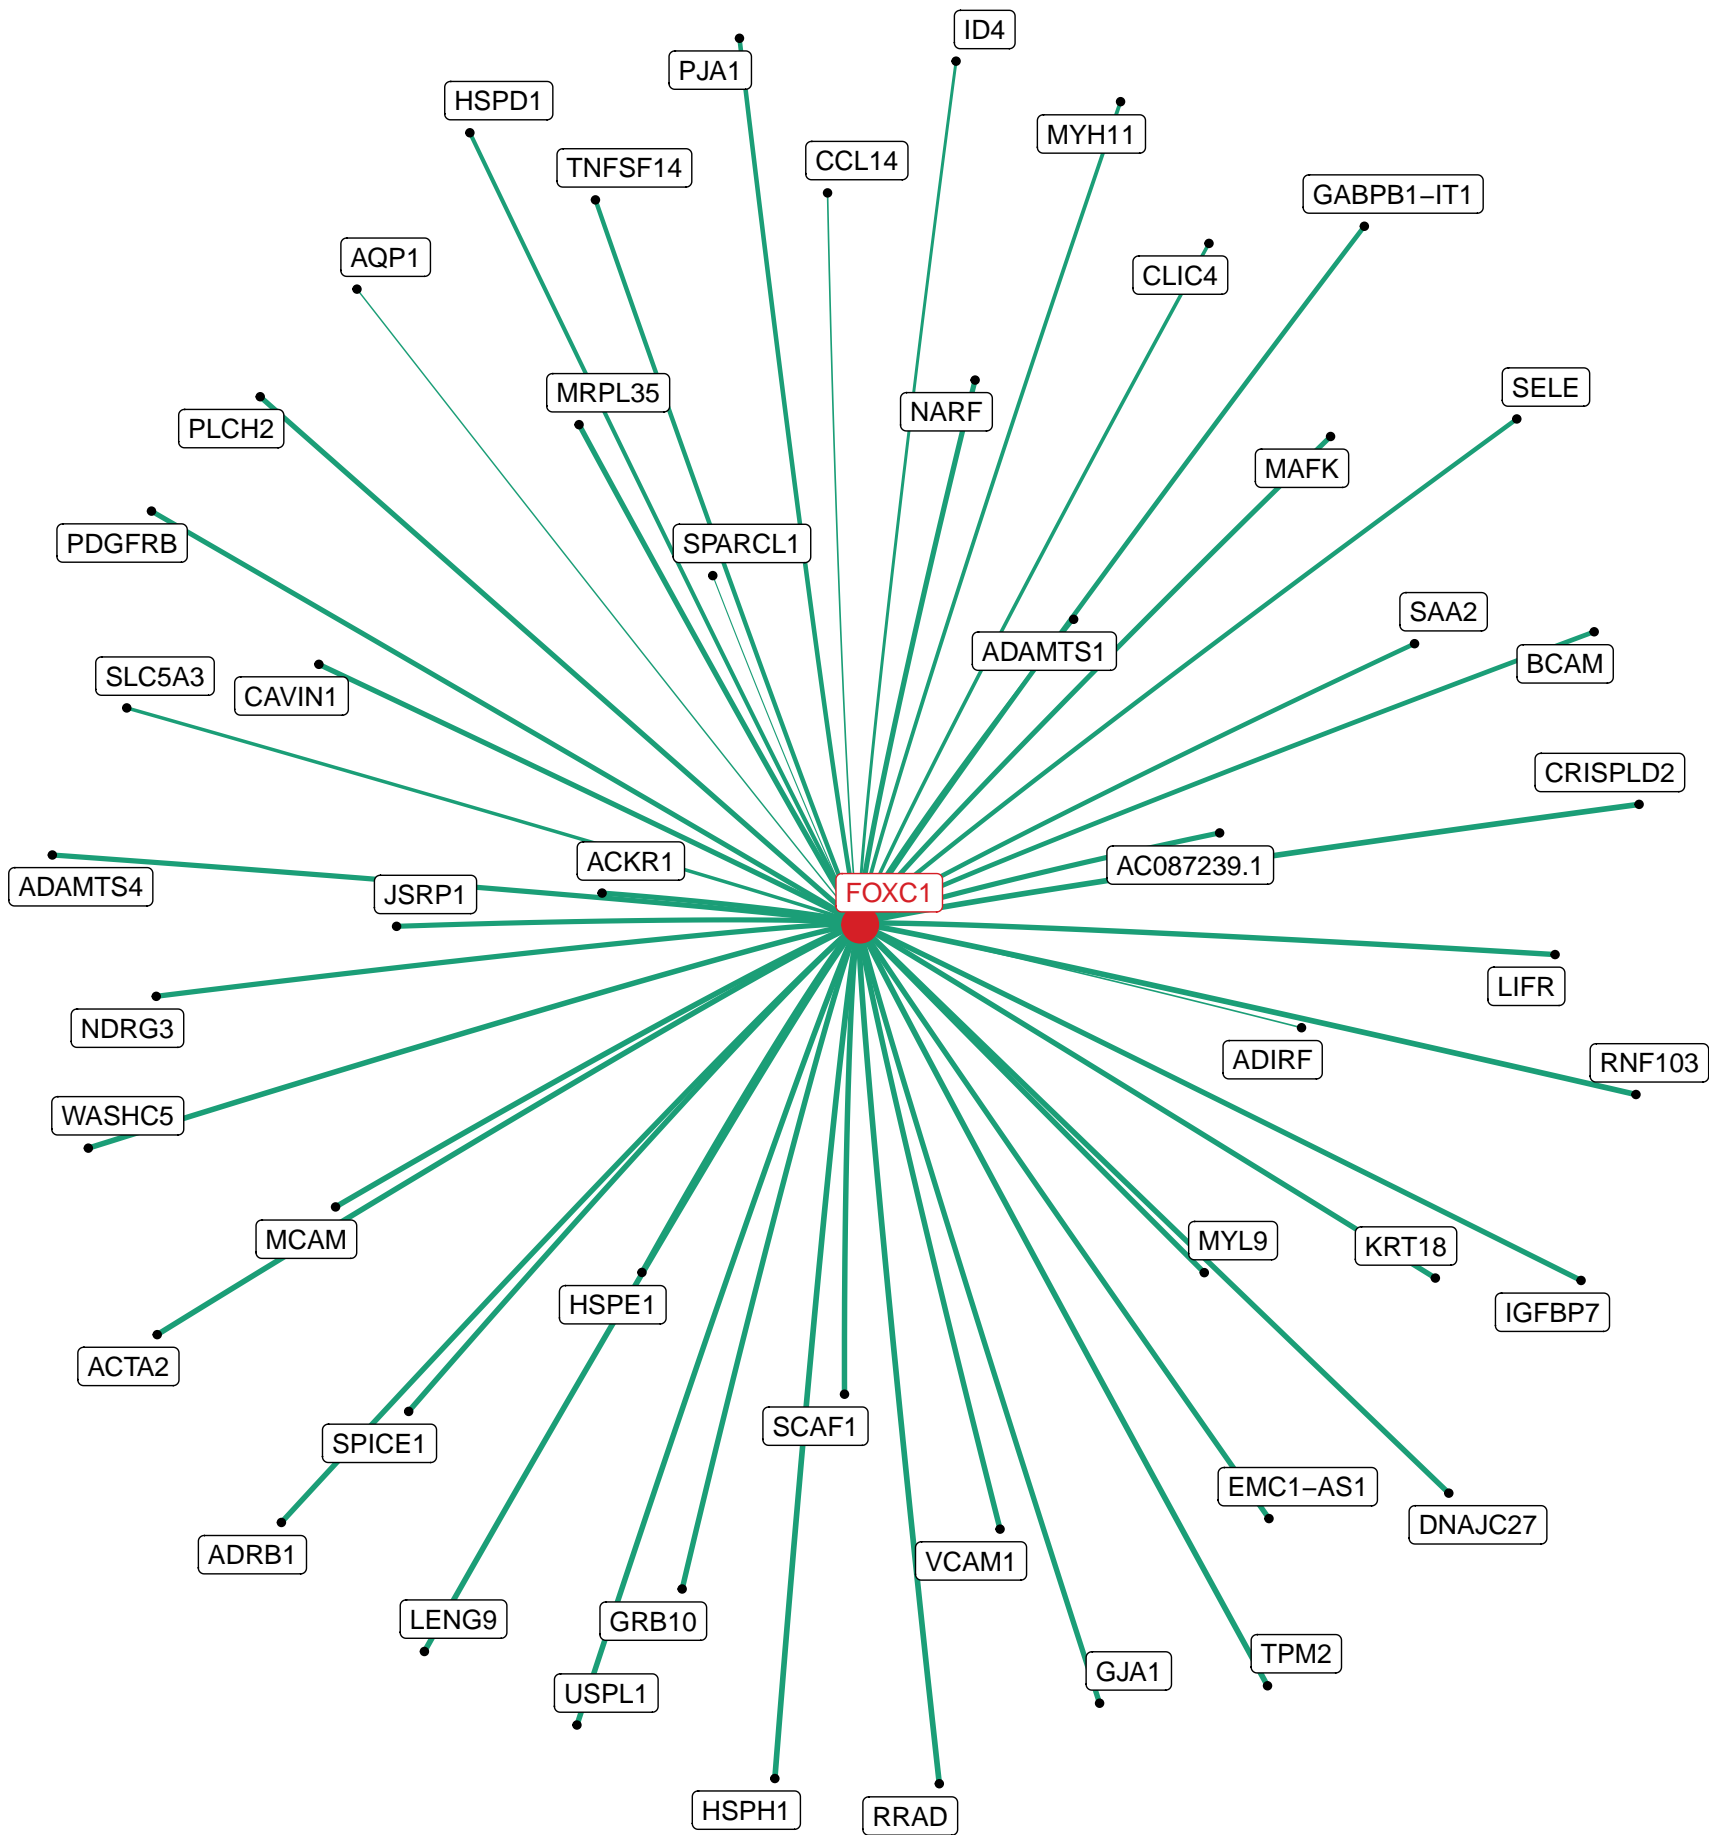 ID4
PJA1
HSPD1
MYH11
CCL14
TNFSF14
GABPB1−IT1
AQP1
CLIC4
SELE
MRPL35
NARF
PLCH2
MAFK
PDGFRB
SPARCL1
SAA2
ADAMTS1
BCAM
SLC5A3
CAVIN1
CRISPLD2
ACKR1
AC087239.1
ADAMTS4
JSRP1
FOXC1
LIFR
NDRG3
ADIRF
RNF103
WASHC5
MCAM
MYL9
KRT18
HSPE1
IGFBP7
ACTA2
SCAF1
SPICE1
EMC1−AS1
DNAJC27
ADRB1
VCAM1
LENG9
GRB10
TPM2
GJA1
USPL1
HSPH1
RRAD